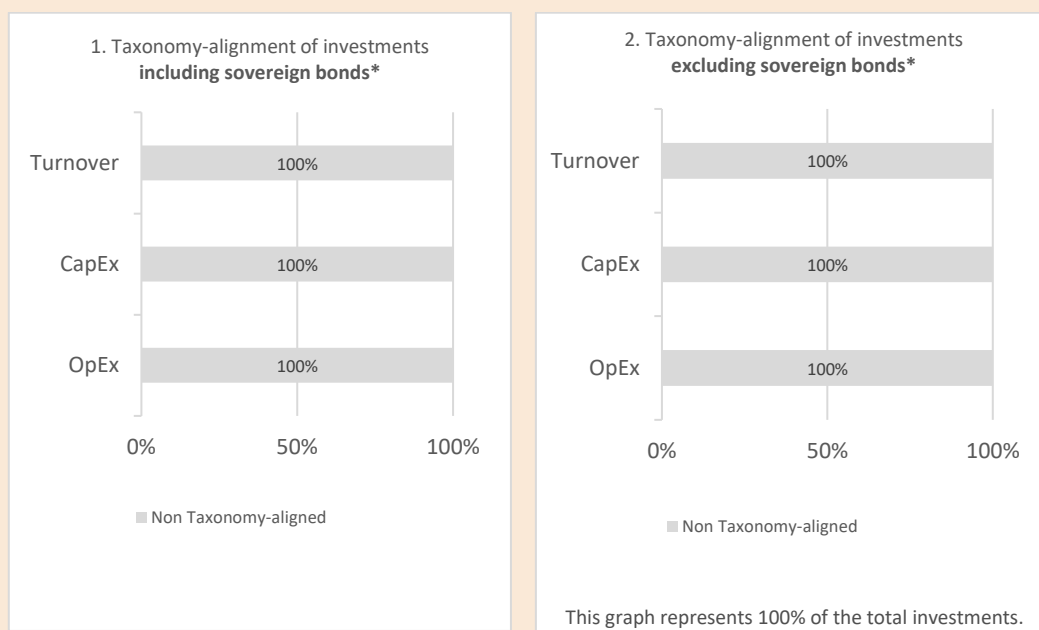 1. Taxonomy-alignment of investments
including sovereign bonds*
Turnover
100%
CapEx
100%
OpEx
100%
0%
50%
100%
Non Taxonomy-aligned
2. Taxonomy-alignment of investments
excluding sovereign bonds*
Turnover
100%
CapEx
100%
OpEx
100%
0%
50%
100%
Non Taxonomy-aligned
This graph represents 100% of the total investments.